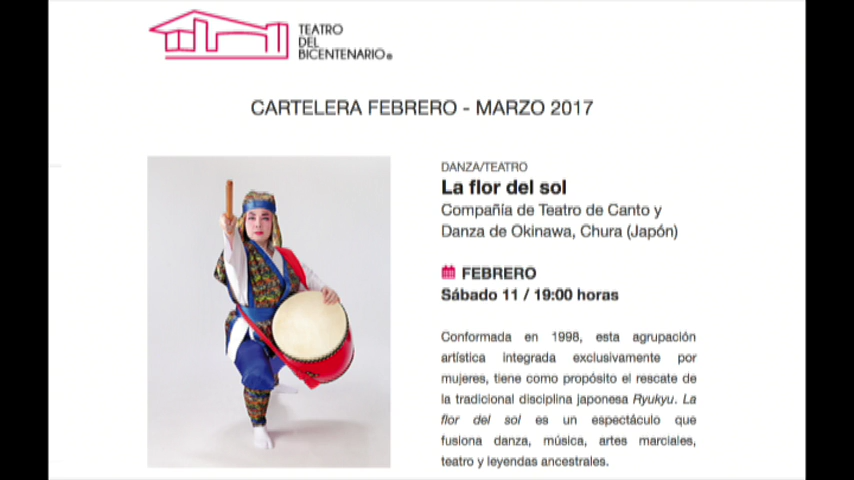 TEATRO
DEL
BICENTENARIO®
CARTELERA FEBRERO - MARZO 2017
DANZA/TEATRO
La flor del sol
Compañía de Teatro de Canto y
Danza de Okinawa, Chura (Japón)
FEBRERO
Sábado 11 / 19:00 horas
Conformada en 1998, esta agrupación
artística integrada exclusivamente por
mujeres, tiene como propósito el rescate de
la tradicional disciplina japonesa Ryukyu. La
flor del sol es un espectáculo que
fusiona danza, música, artes marciales,
teatro y leyendas ancestrales.